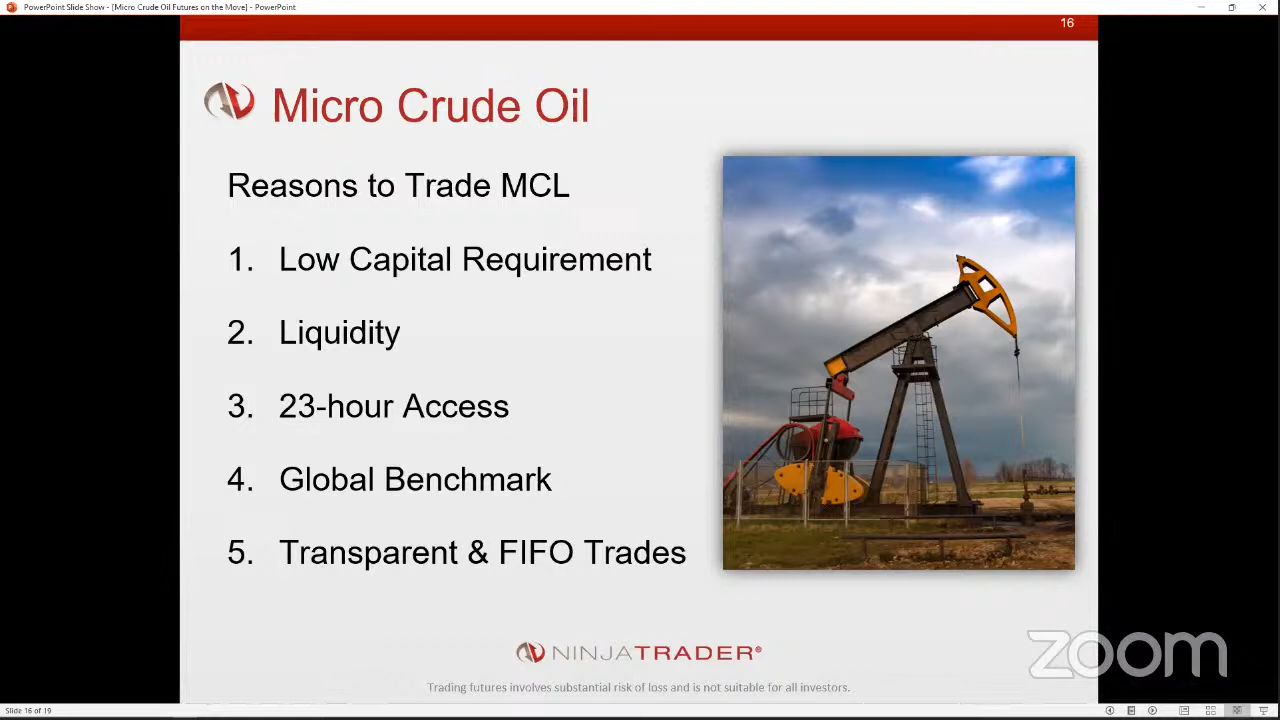 PowerPoint Slide Show - [Micro Crude Oil Futures on the Move] - PowerPoint
16
Micro Crude Oil
Reasons to Trade MCL
1. Low Capital Requirement
2. Liquidity
3. 23-hour Access
4. Global Benchmark
5. Transparent & FIFO Trades
NINJATRADER®
zoom
Trading futures involves substantial risk of loss and is not suitable for all investors.
Slide 16 of 19